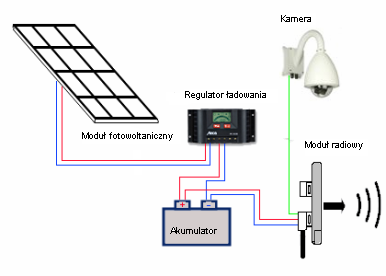 Kamera
Regulator ładowania
Moduł fotowoltaniczny
Moduł radiowy
+
−
Akumulator